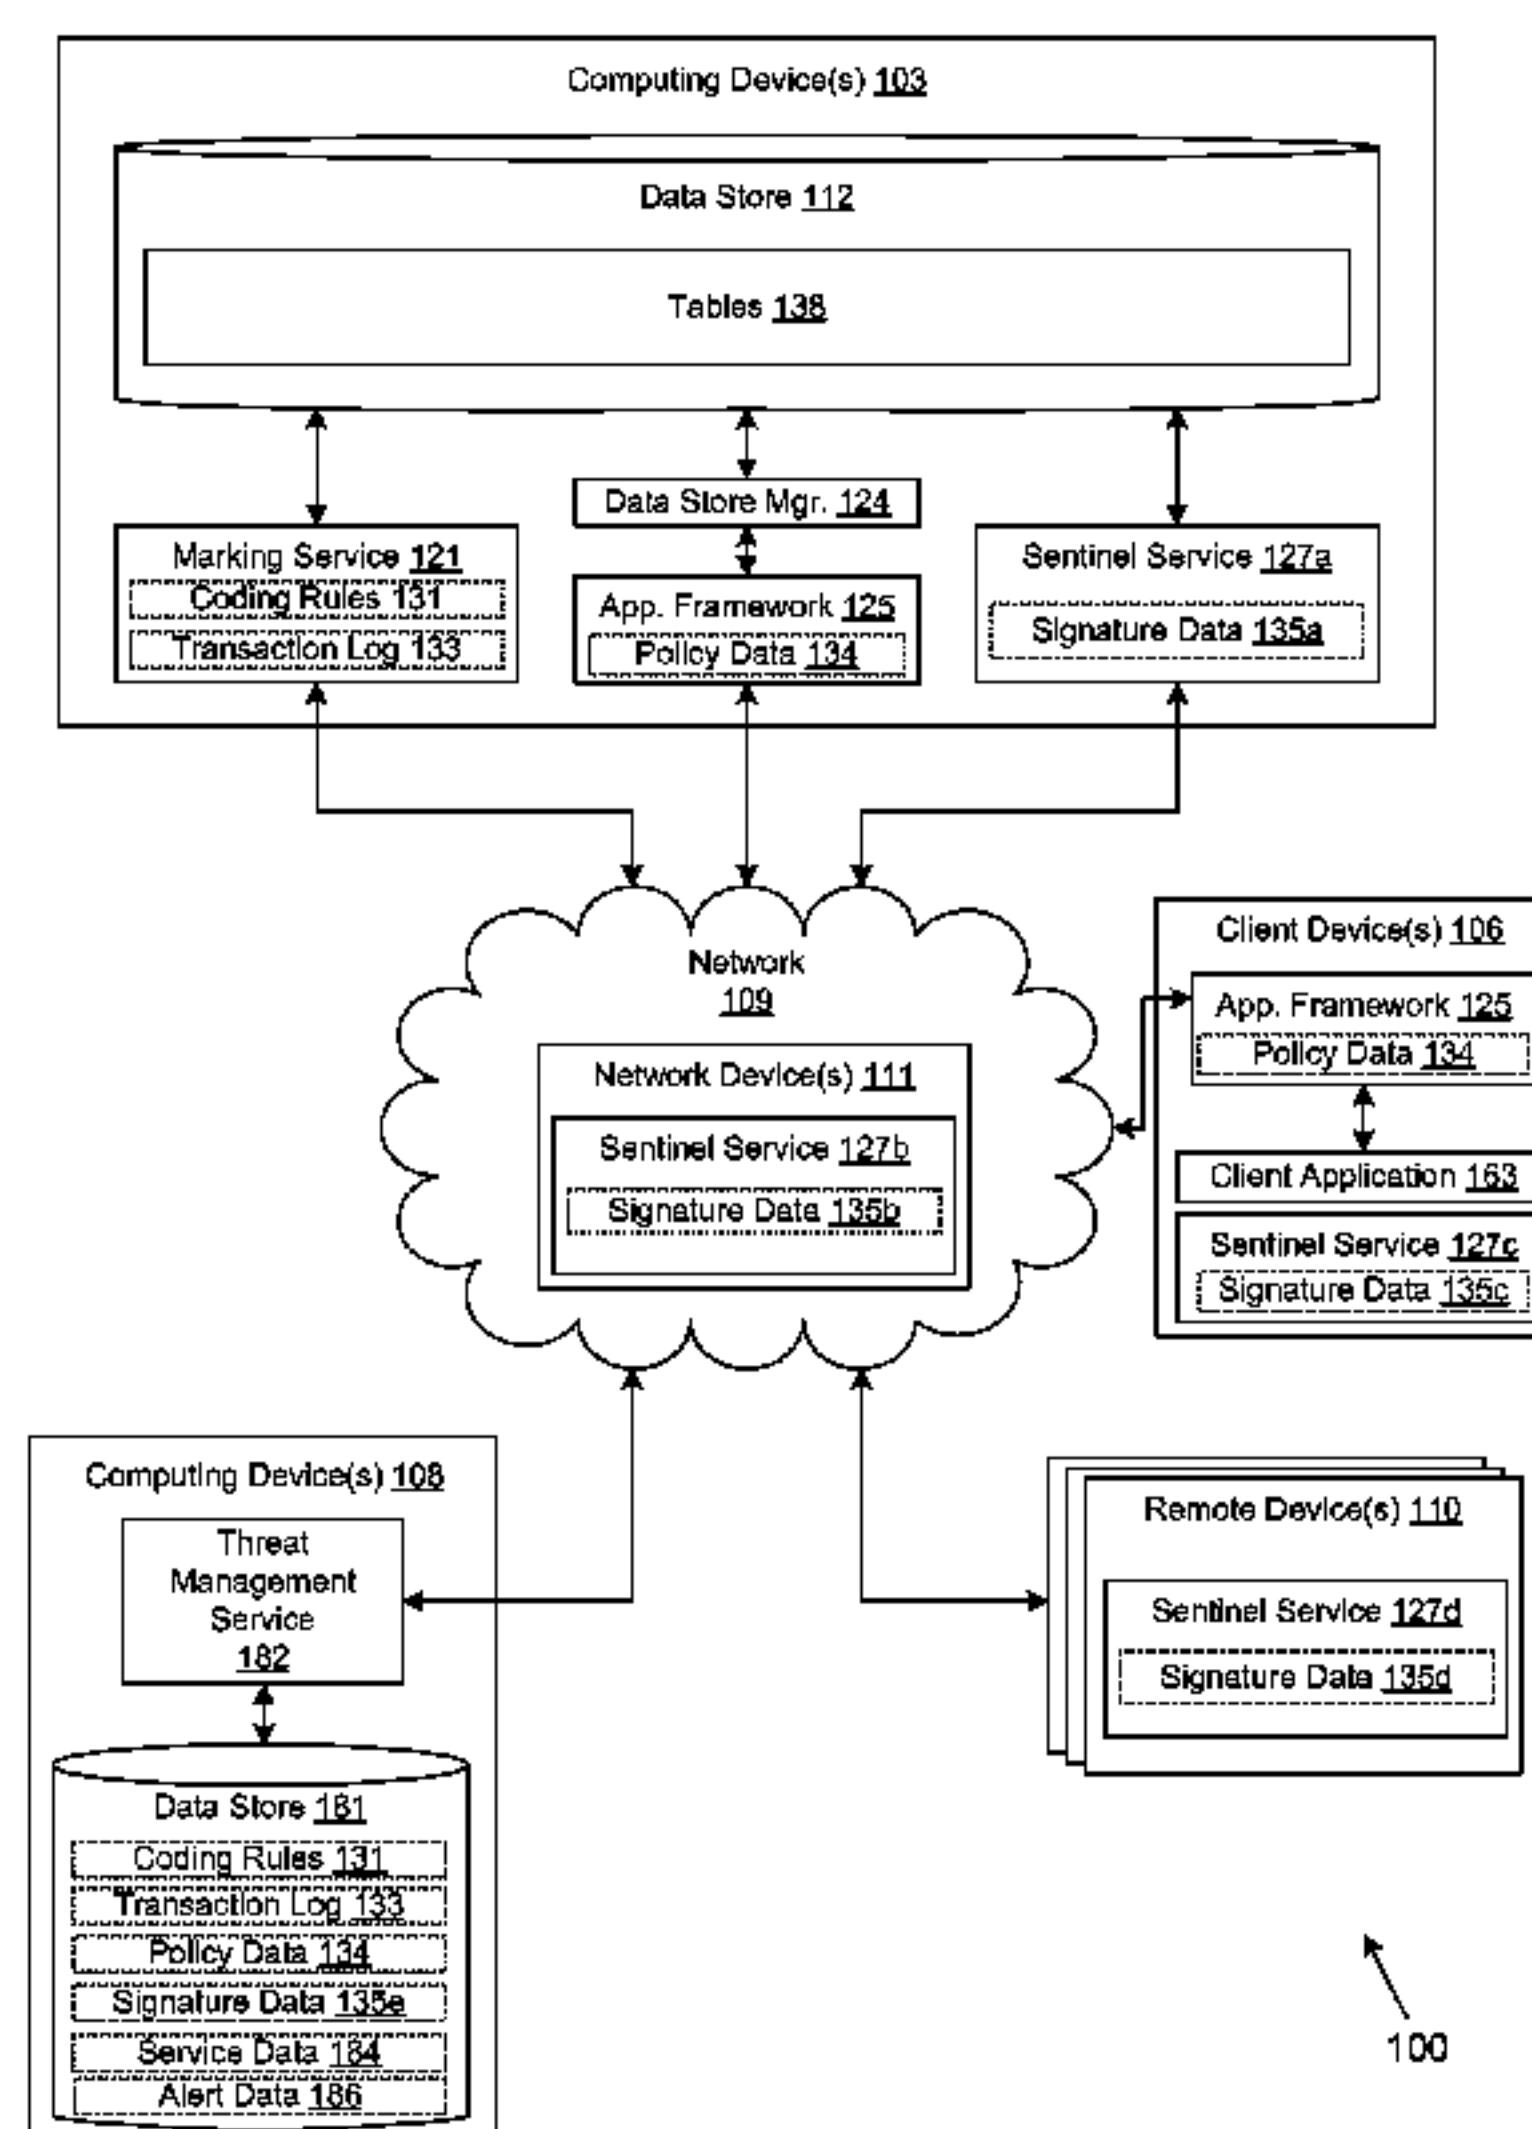 Computing Device(s) 103
Data Store 112
Tables 138
Data Store Mgr. 124
Marking Service 121
Coding Rules 131
Transaction Log 133
App. Framework 125
Policy Data 134
Sentinel Service 127a
Signature Data 135a
Network
109
Network Device(s) 111
Sentinel Service 127b
Signature Data 135b
Client Device(s) 106
App. Framework 125
Policy Data 134
Client Application 163
Sentinel Service 127c
Signature Data 135c
Computing Device(s) 108
Threat
Management
Service
182
Data Store 181
Coding Rules 131
Transaction Log 133
Policy Data 134
Signature Data 135e
Service Data 184
Alert Data 186
Remote Device(s) 110
Sentinel Service 127d
Signature Data 135d
100